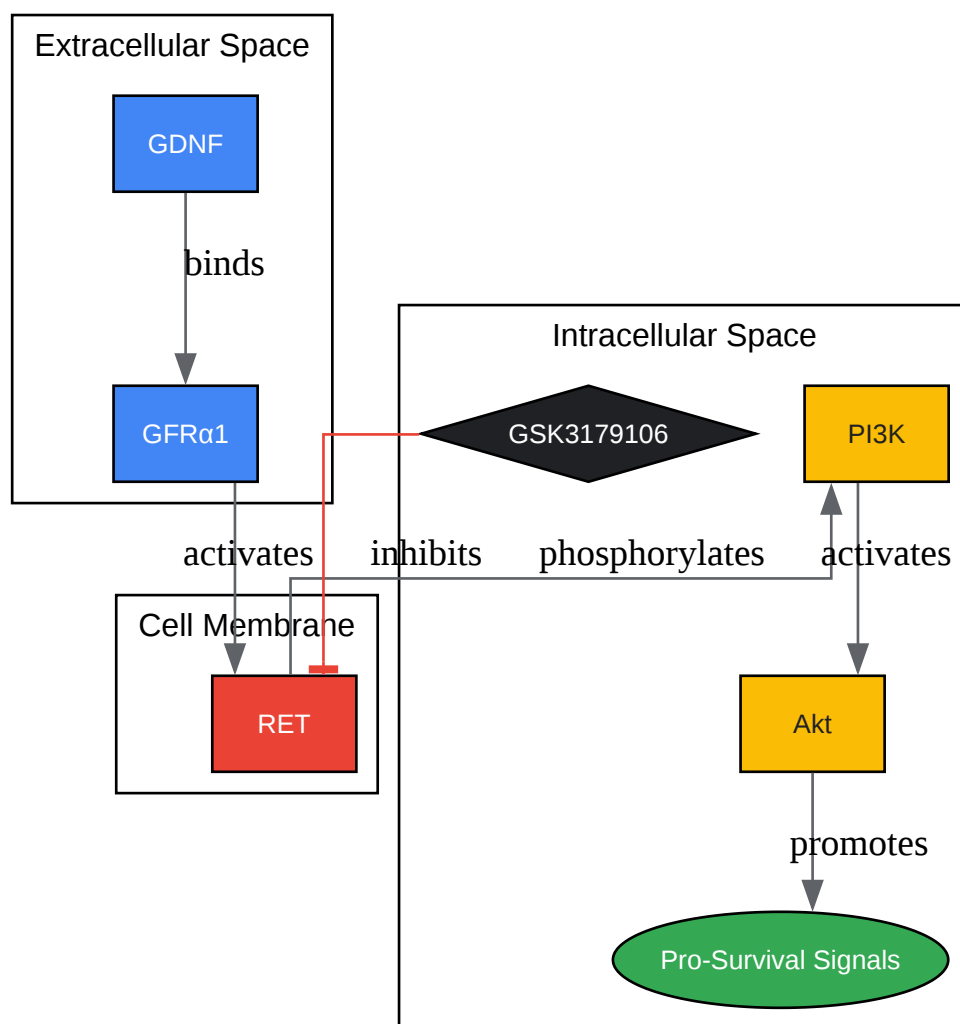 Extracellular Space
GDNF
binds
Intracellular Space
GFRα1
GSK3179106
PI3K
activates
inhibits
phosphorylates
activates
Cell Membrane
RET
Akt
promotes
Pro-Survival Signals